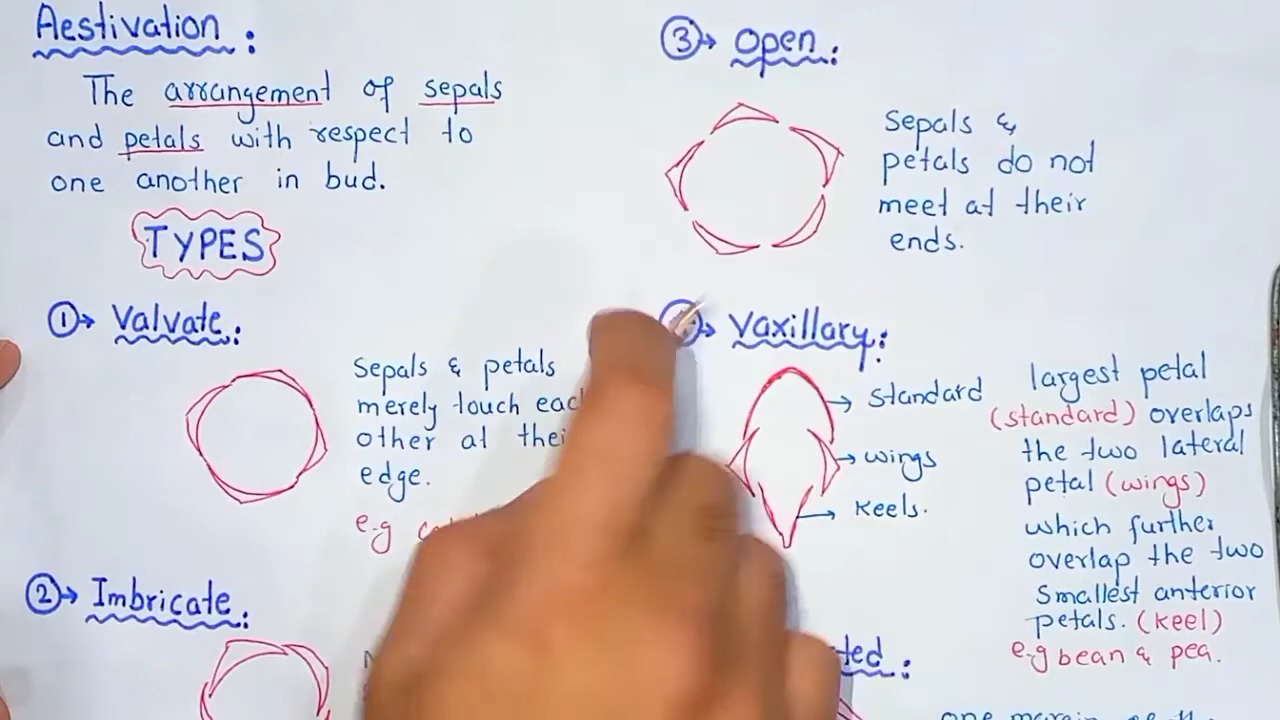 Aestivation :
The arrangement of sepals
and petals with respect to
one another in bud.
TYPES
①→ Valvate:
Sepals & petals
merely touch
other at
edge.
e.g
②→ Imbricate.
③→ Open:
Sepals &
petals do not
meet at their
ends.
→ Vaxillary:
→ Standard
→ wings
→ Keels.
largest petal
(standard) overlaps
the two lateral
petal (wings)
which further
overlap the two
Smallest anterior
petals. (keel)
e.g bean & pea.
one margin of